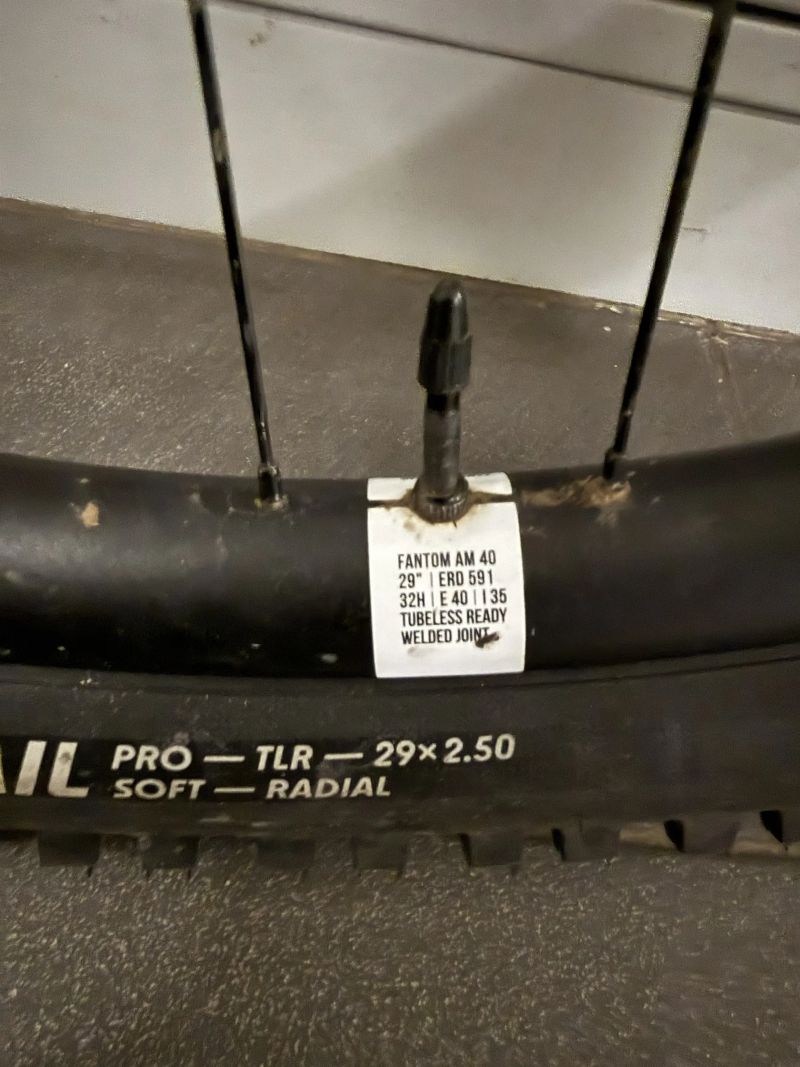 FANTOM AM 40
29" | ERD 591
32H | E 40 | I 35
TUBELESS READY
WELDED JOINT
AIL PRO — TLR — 29×2.50
SOFT — RADIAL